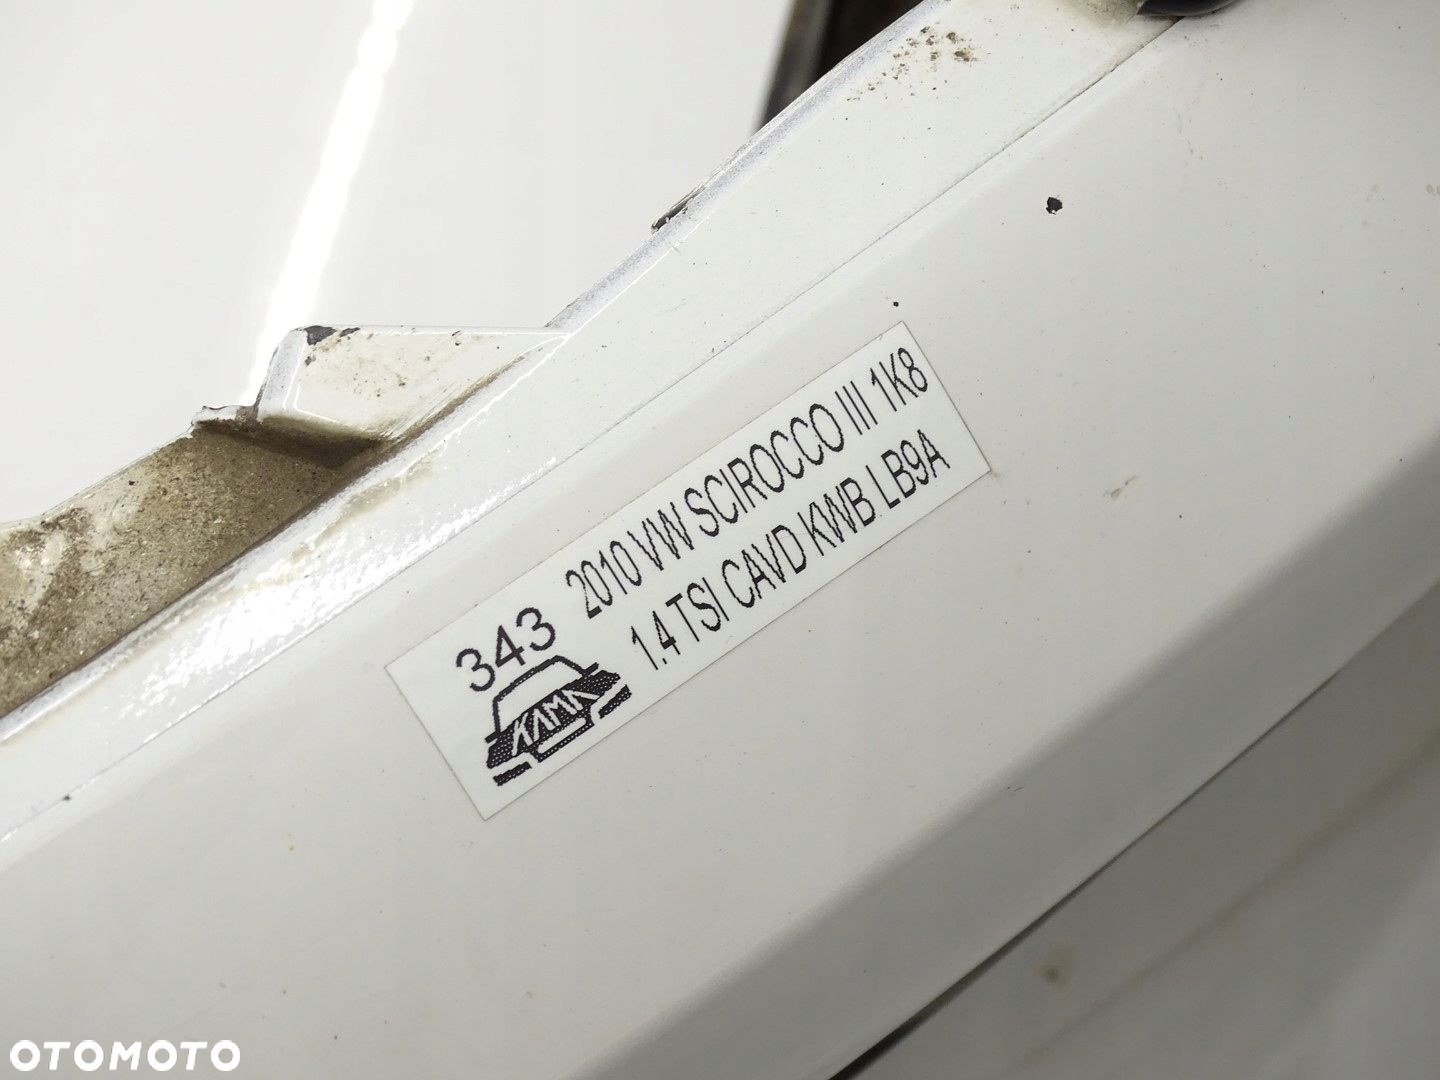 343
2010 VW SCIROCCO III 1K8
1.4 TSI CAVD KWB LB9A
KAMA
OTOMOTO